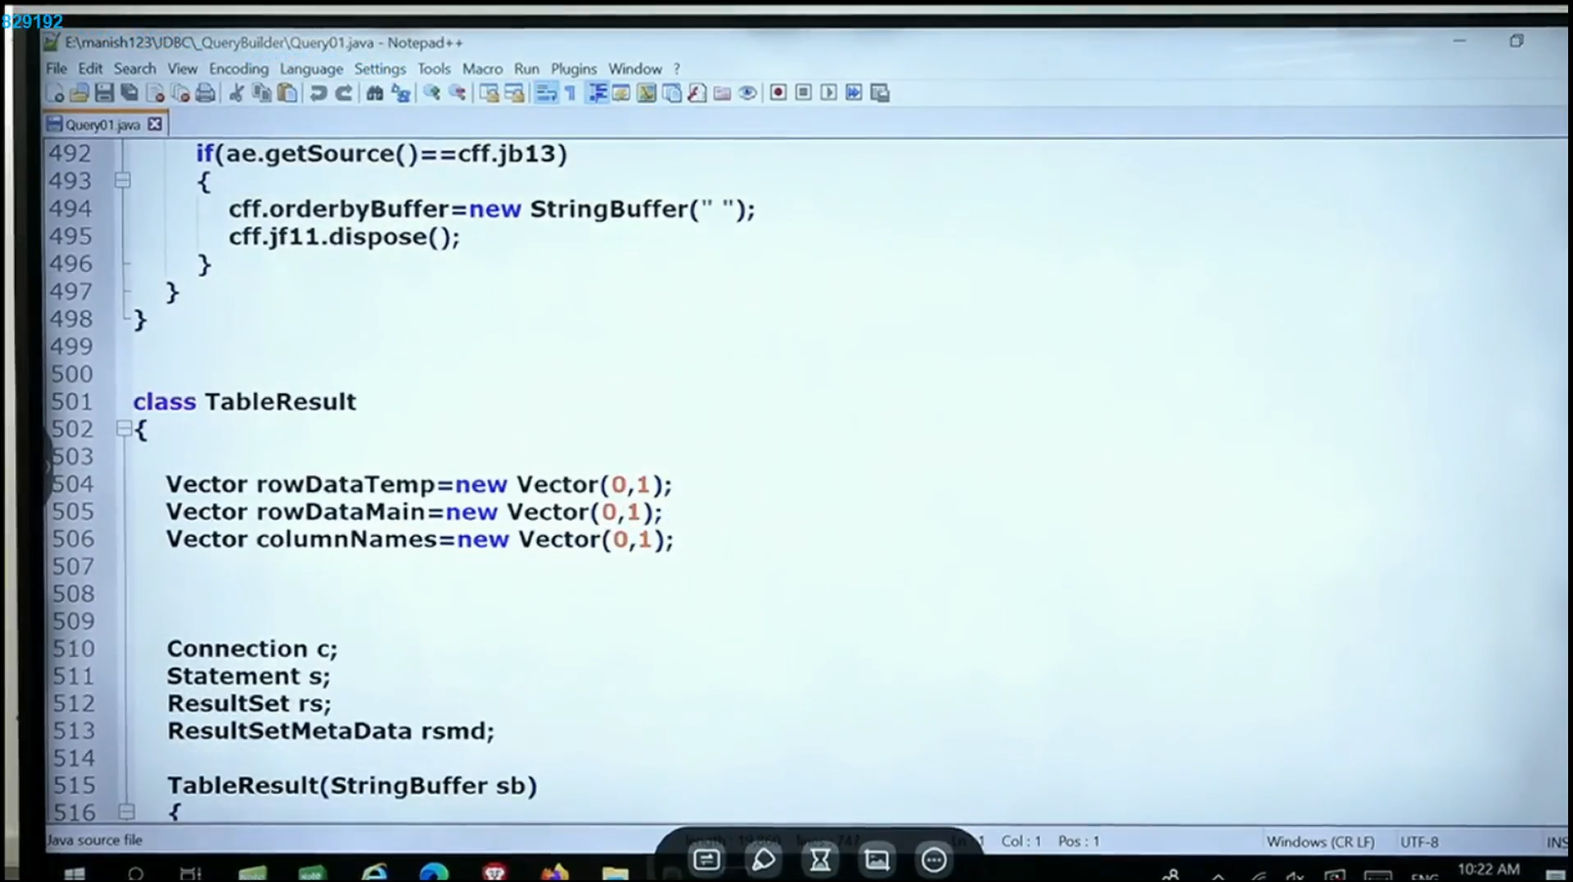 829192
E:\manish123\JDBC\_QueryBuilder\Query01.java - Notepad++
File Edit Search View Encoding Language Settings Tools Macro Run Plugins Window ?
Query01.java
492 if(ae.getSource()==cff.jb13)
493 {
494 cff.orderbyBuffer=new StringBuffer(" ");
495 cff.jf11.dispose();
496 }
497 }
498 }
499
500
501 class TableResult
502 {
503
504 Vector rowDataTemp=new Vector(0,1);
505 Vector rowDataMain=new Vector(0,1);
506 Vector columnNames=new Vector(0,1);
507
508
509
510 Connection c;
511 Statement s;
512 ResultSet rs;
513 ResultSetMetaData rsmd;
514
515 TableResult(StringBuffer sb)
516 {
Java source file Col : 1 Pos : 1 Windows (CR LF) UTF-8 INS
ENG 10:22 AM